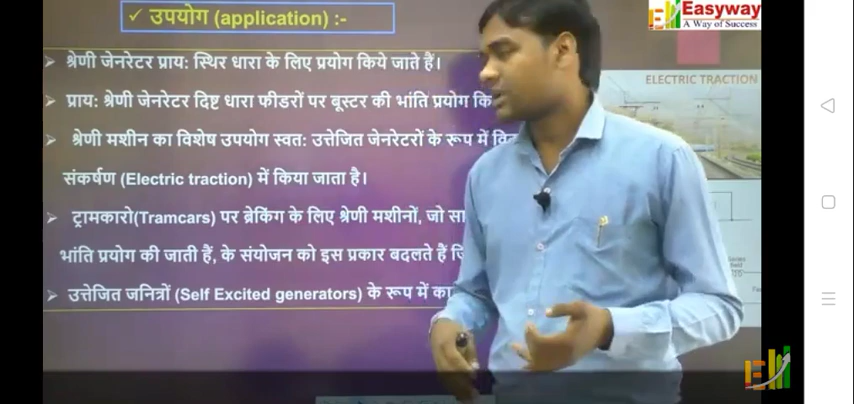 ✓ उपयोग (application) :-
Easyway
A Way of Success
ELECTRIC TRACTION
➢ श्रेणी जेनरेटर प्राय: स्थिर धारा के लिए प्रयोग किये जाते हैं।
➢ प्राय: श्रेणी जेनरेटर दिष्ट धारा फीडरों पर बूस्टर की भांति प्रयोग
➢ श्रेणी मशीन का विशेष उपयोग स्वत: उत्तेजित जेनरेटरों के रूप में
संकर्षण (Electric traction) में किया जाता है।
➢ ट्रामकारो(Tramcars) पर ब्रेकिंग के लिए श्रेणी मशीनों, जो
भांति प्रयोग की जाती हैं, के संयोजन को इस प्रकार बदलते हैं
➢ उत्तेजित जनित्रों (Self Excited generators) के रूप में
Series
field